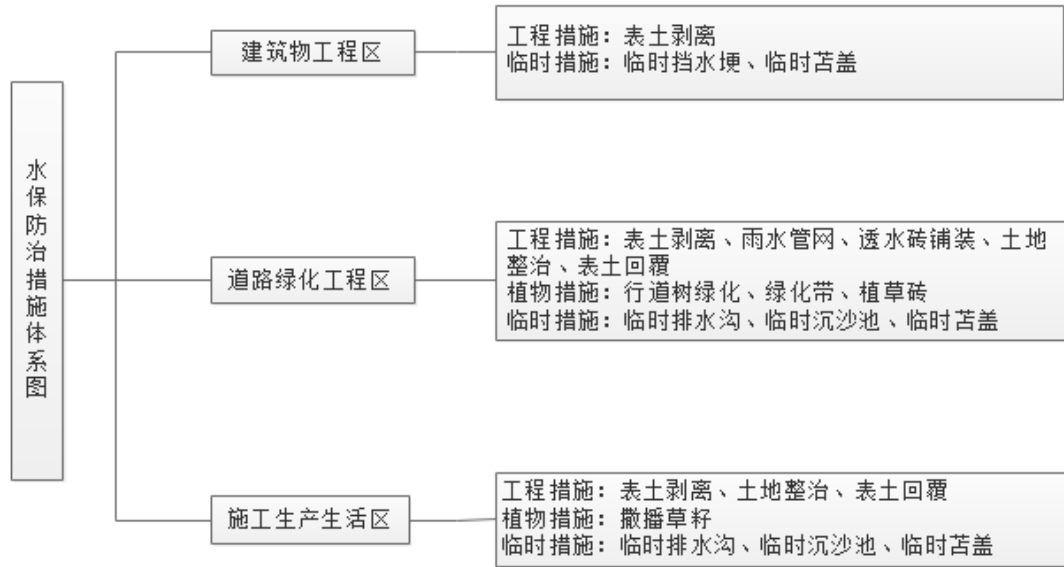 水保防治措施体系图
建筑物工程区
工程措施：表土剥离
临时措施：临时挡水埂、临时苫盖
道路绿化工程区
工程措施：表土剥离、雨水管网、透水砖铺装、土地
整治、表土回覆
植物措施：行道树绿化、绿化带、植草砖
临时措施：临时排水沟、临时沉沙池、临时苫盖
施工生产生活区
工程措施：表土剥离、土地整治、表土回覆
植物措施：撒播草籽
临时措施：临时排水沟、临时沉沙池、临时苫盖